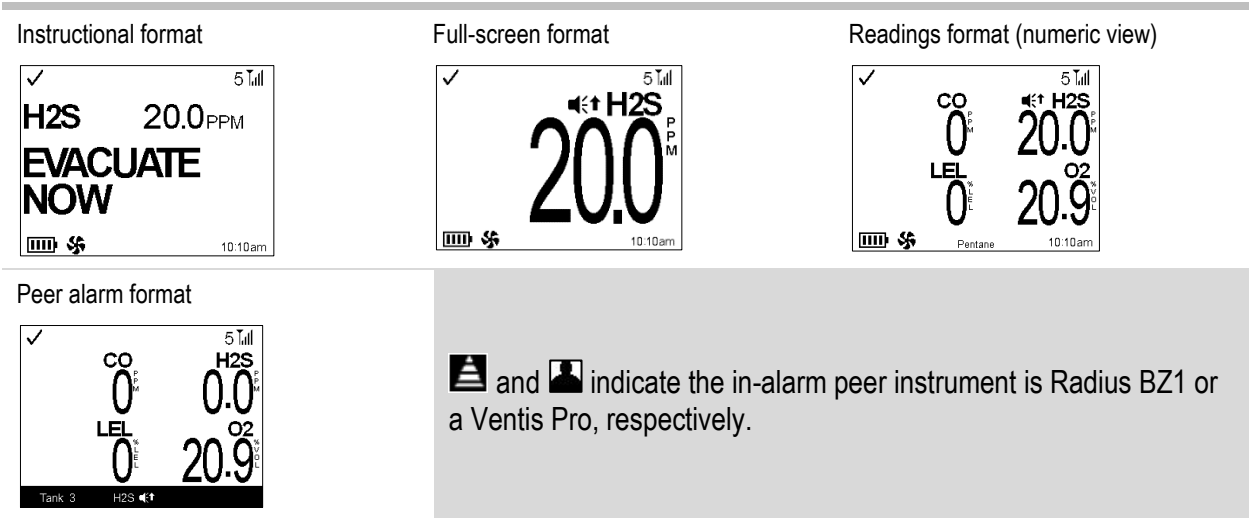 Instructional format
5
H2S 20.0 PPM
EVACUATE
NOW
10:10am
Full-screen format
5
H2S
20.0 PPM
10:10am
Readings format (numeric view)
5
CO H2S
0 PPM 20.0 PPM
LEL O2
0 %LEL 20.9 %VOL
Pentane 10:10am
Peer alarm format
5
CO H2S
0 PPM 0.0 PPM
LEL O2
0 %LEL 20.9 %VOL
Tank 3 H2S
and indicate the in-alarm peer instrument is Radius BZ1 or
a Ventis Pro, respectively.